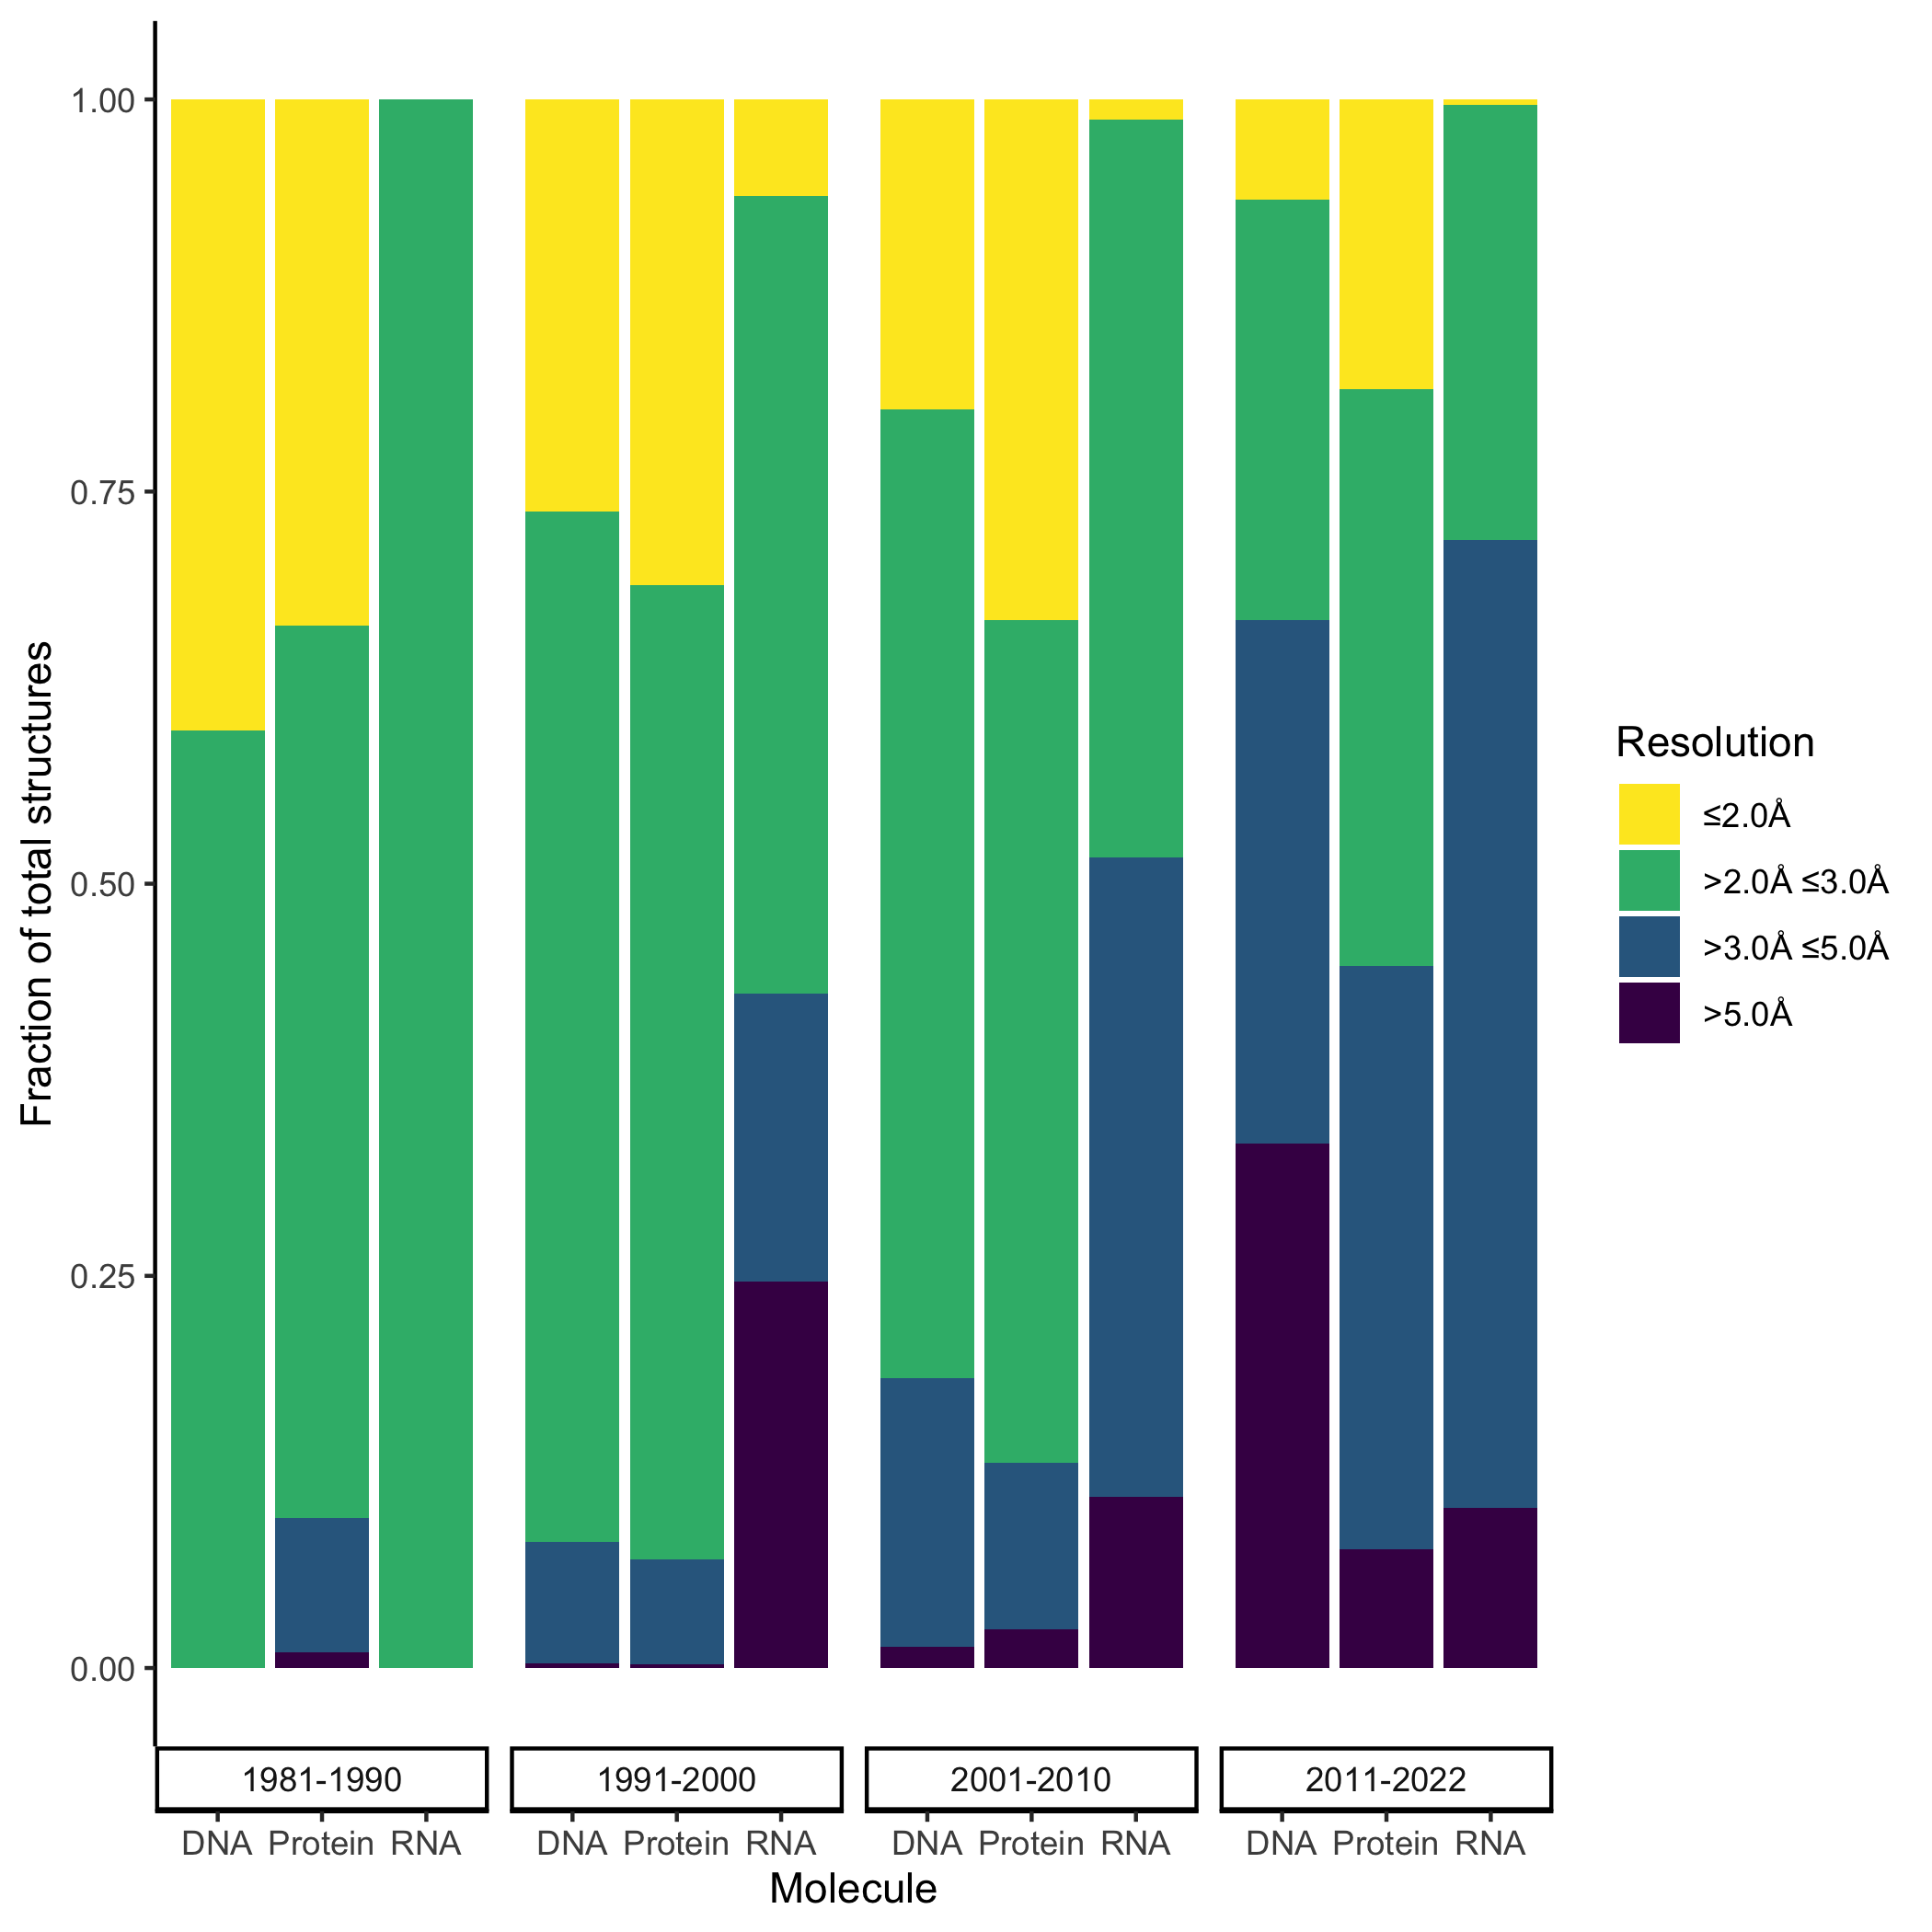 1.00
0.75
0.50
0.25
0.00
Fraction of total structures
1981-1990
1991-2000
2001-2010
2011-2022
DNA Protein RNA
DNA Protein RNA
DNA Protein RNA
DNA Protein RNA
Molecule
Resolution
≤2.0Å
>2.0Å ≤3.0Å
>3.0Å ≤5.0Å
>5.0Å